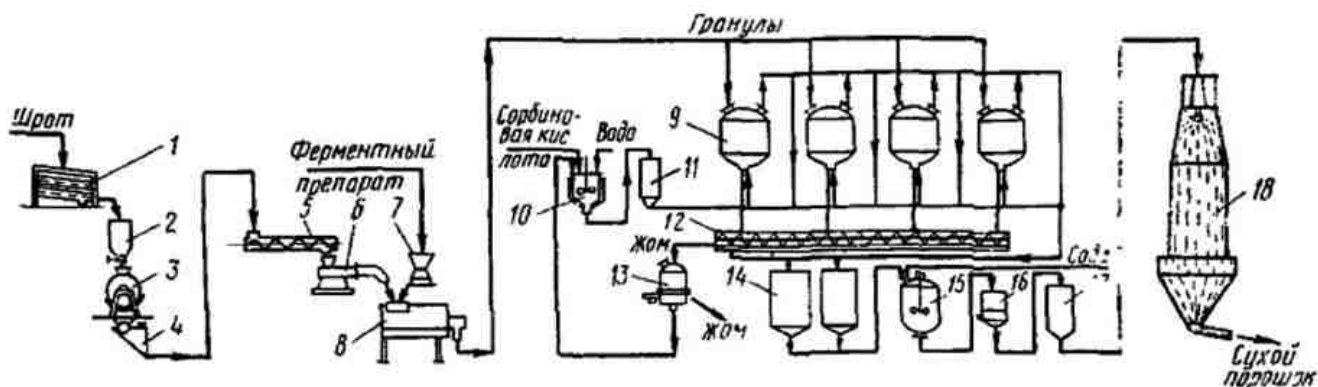 Гранулы
Шрот
1
2
3
4
5
Ферментный
препарат
6
7
8
Сорбино-
вая кис
лота
Вода
9
10
11
12
Жом
13
Жом
14
15
16
18
Сухой
порошок